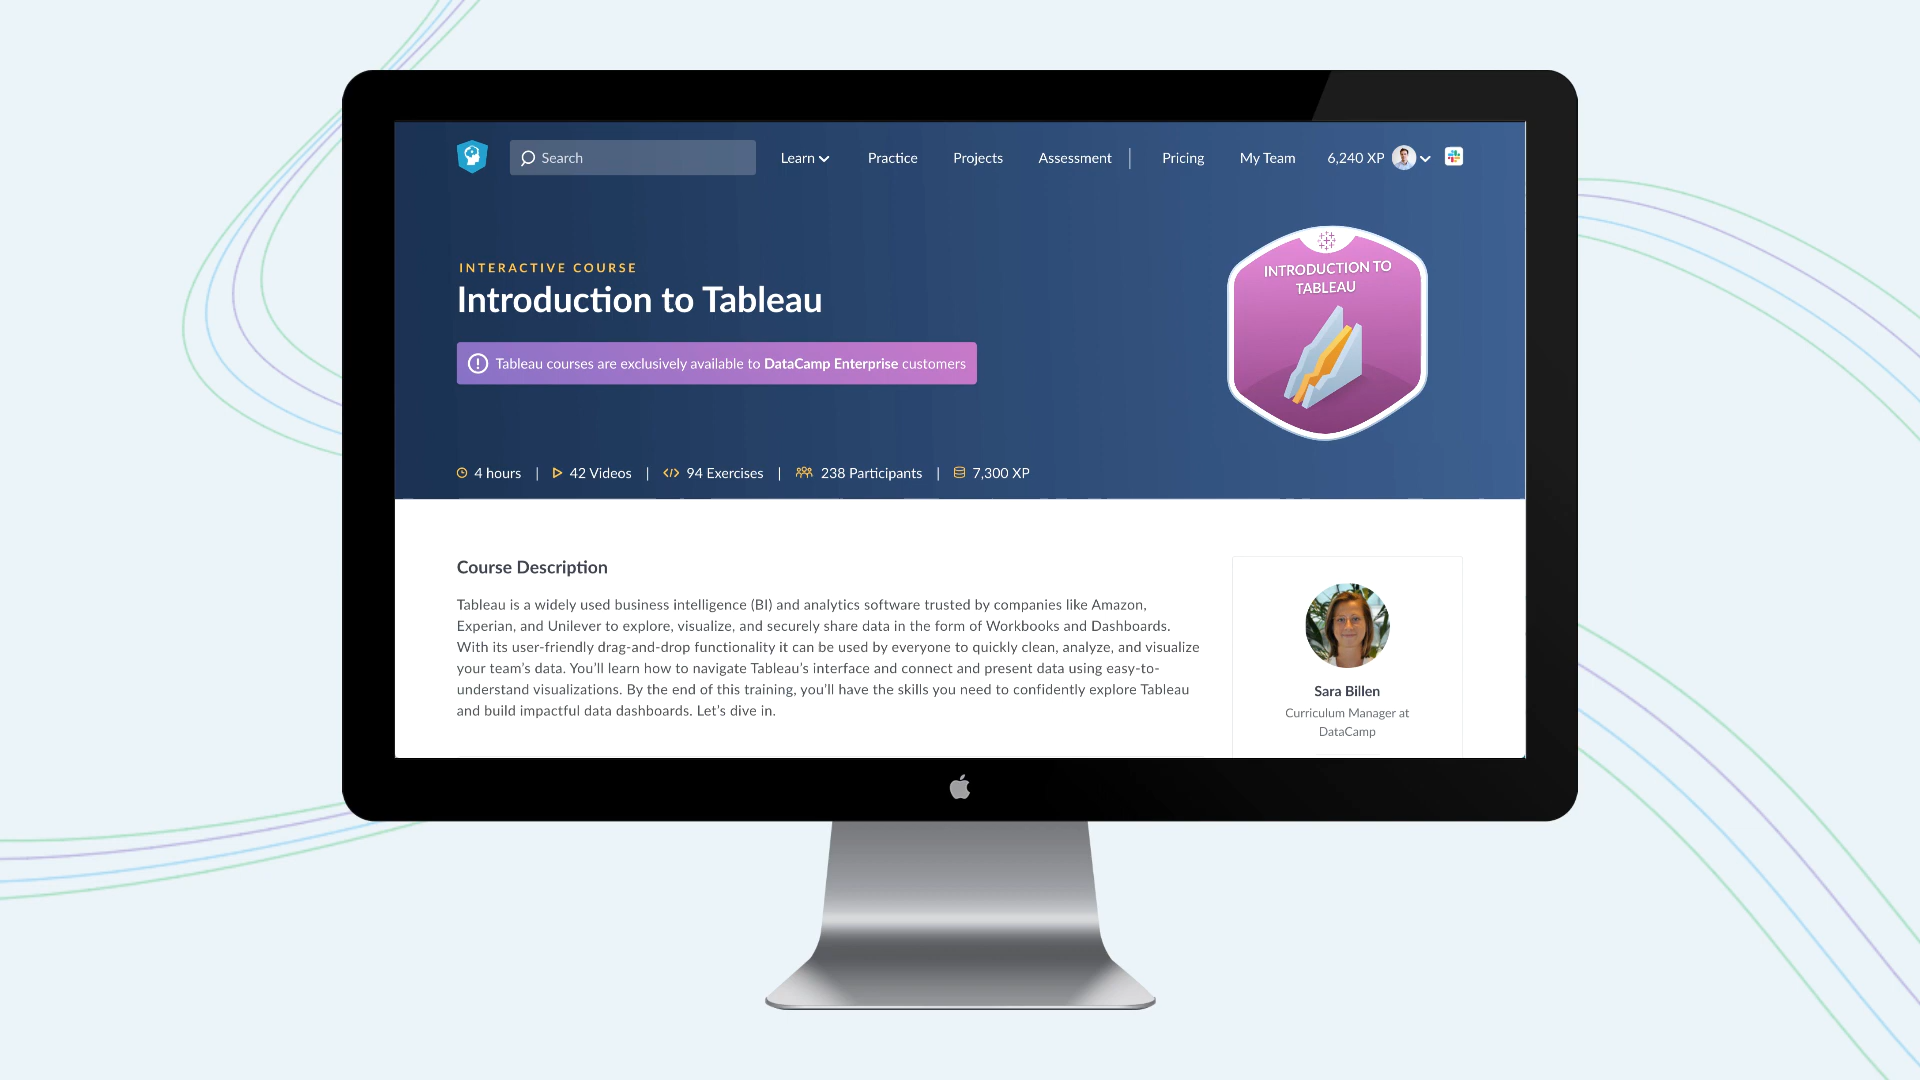 Search
Learn
Practice
Projects
Assessment
Pricing
My Team
6,240 XP
INTERACTIVE COURSE
Introduction to Tableau
Tableau courses are exclusively available to DataCamp Enterprise customers
INTRODUCTION TO
TABLEAU
4 hours | 42 Videos | 94 Exercises | 238 Participants | 7,300 XP
Course Description
Tableau is a widely used business intelligence (BI) and analytics software trusted by companies like Amazon,
Experian, and Unilever to explore, visualize, and securely share data in the form of Workbooks and Dashboards.
With its user-friendly drag-and-drop functionality it can be used by everyone to quickly clean, analyze, and visualize
your team’s data. You’ll learn how to navigate Tableau’s interface and connect and present data using easy-to-
understand visualizations. By the end of this training, you’ll have the skills you need to confidently explore Tableau
and build impactful data dashboards. Let’s dive in.
Sara Billen
Curriculum Manager at
DataCamp